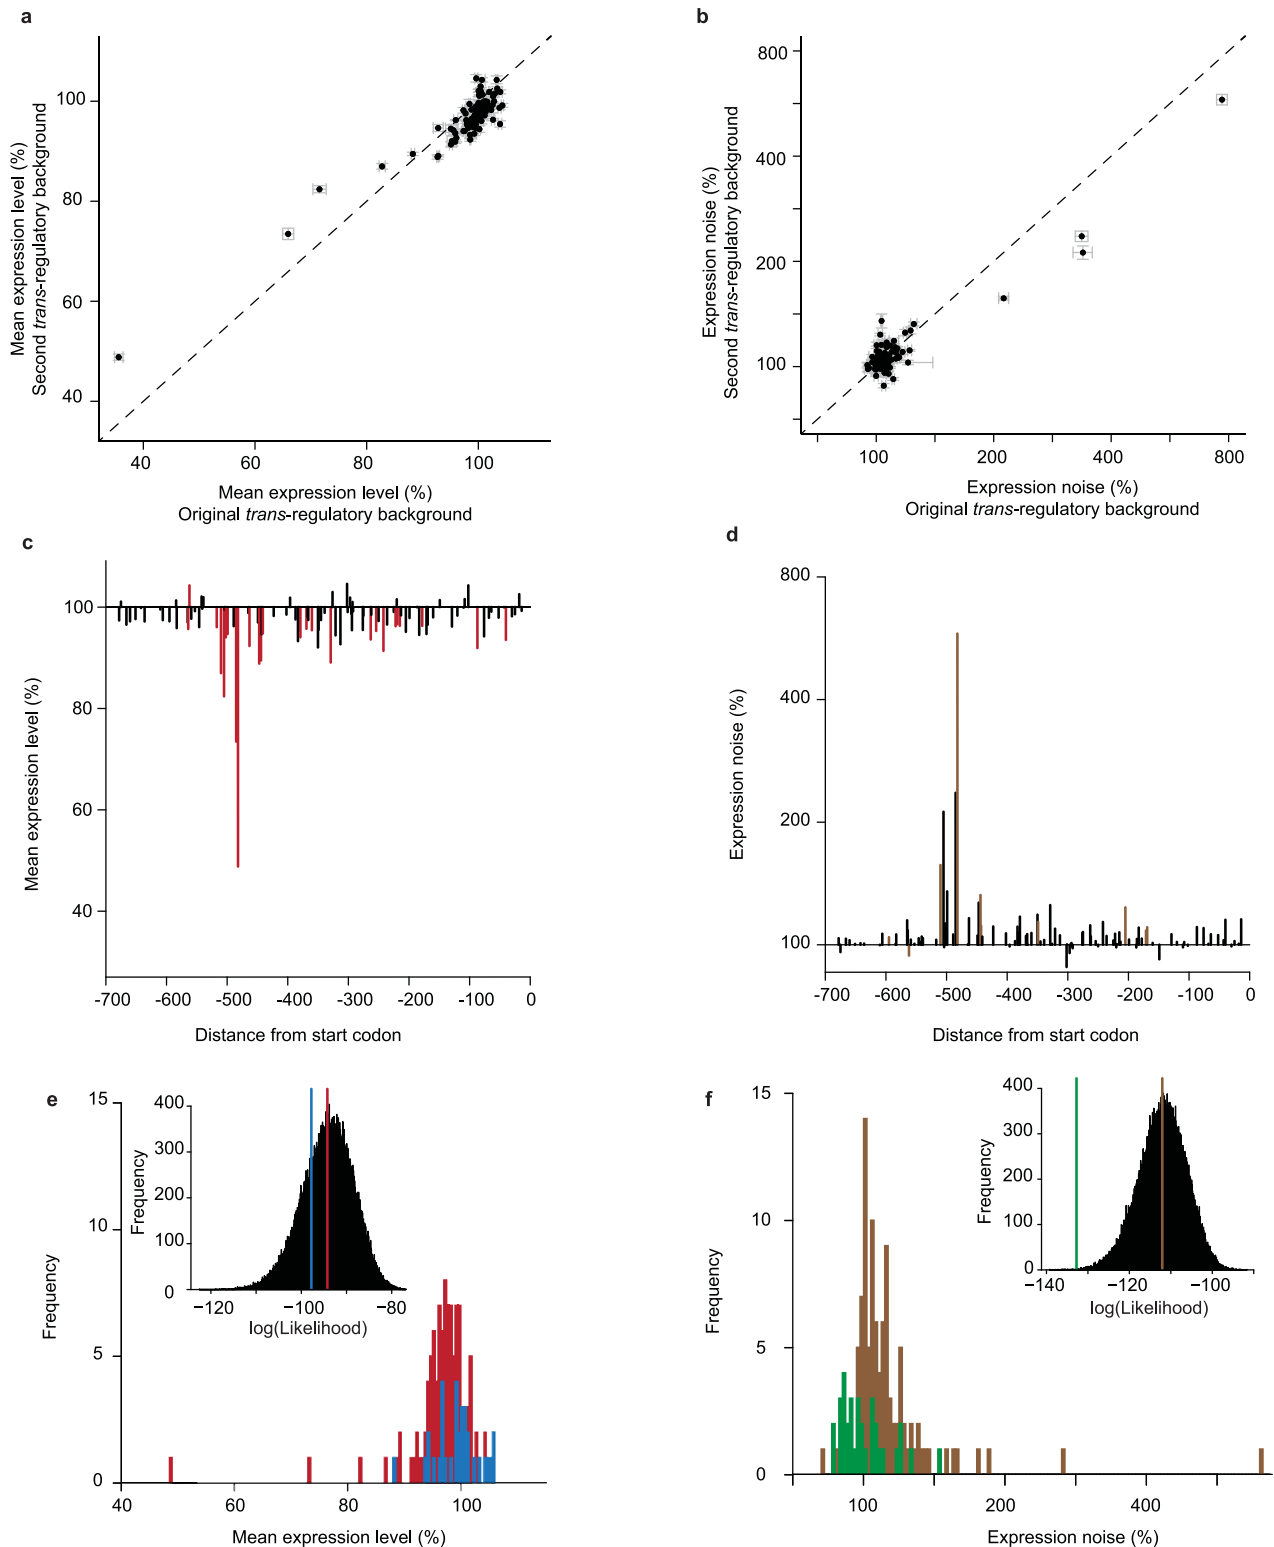 a
Mean expression level (%)
Second trans-regulatory background
100
80
60
40
40 60 80 100
Mean expression level (%)
Original trans-regulatory background
b
Expression noise (%)
Second trans-regulatory background
800
400
200
100
100 200 400 800
Expression noise (%)
Original trans-regulatory background
c
Mean expression level (%)
100
80
60
40
-700 -600 -500 -400 -300 -200 -100 0
Distance from start codon
d
Expression noise (%)
800
400
200
100
-700 -600 -500 -400 -300 -200 -100 0
Distance from start codon
e
Frequency
15
10
5
0
40 60 80 100
Mean expression level (%)
Frequency
400
300
200
100
0
−120 −100 −80
log(Likelihood)
f
Frequency
15
10
5
0
100 200 400
Expression noise (%)
Frequency
400
300
200
100
0
−140 −120 −100
log(Likelihood)